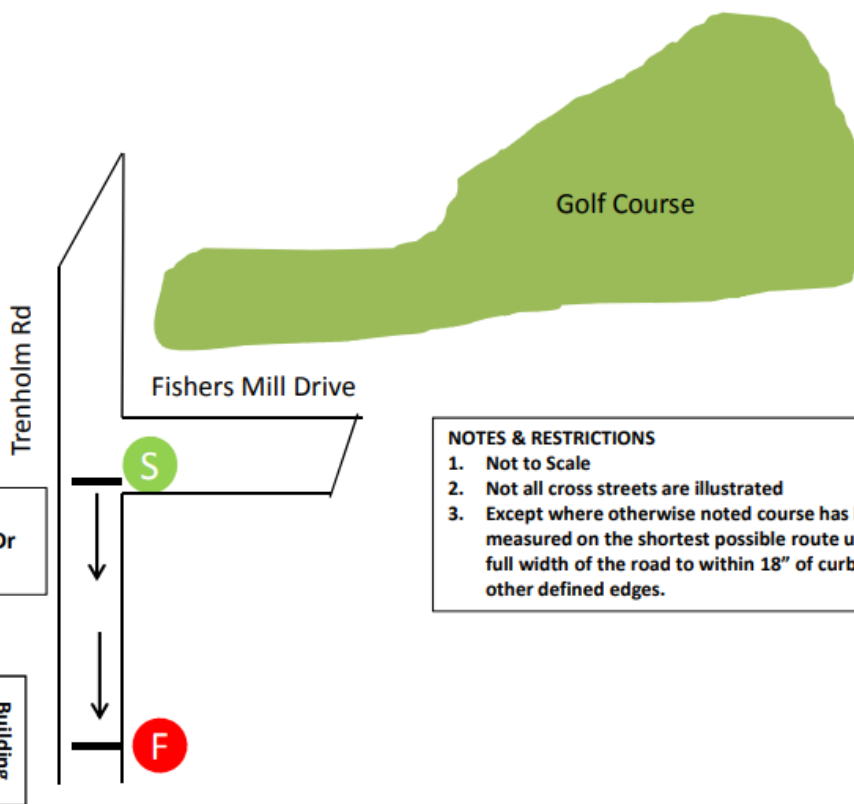 Golf Course
Trenholm Rd
Fishers Mill Drive
S
NOTES & RESTRICTIONS
1. Not to Scale
2. Not all cross streets are illustrated
3. Except where otherwise noted course has
measured on the shortest possible route
full width of the road to within 18” of curb
other defined edges.
Dr
Building
F